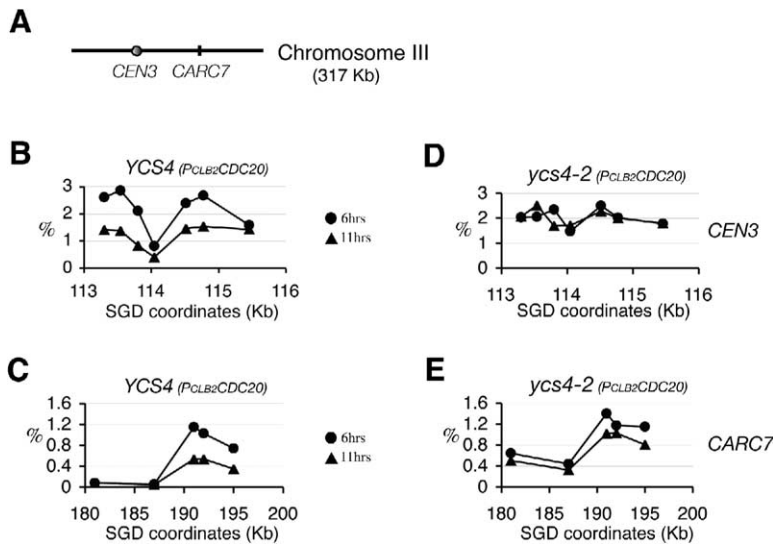 A
CEN3 CARC7
Chromosome III
(317 Kb)
B
YCS4 (PCLB2CDC20)
3
2
%
1
0
113 114 115 116
SGD coordinates (Kb)
6hrs
11hrs
D
ycs4-2 (PCLB2CDC20)
3
2
%
1
0
113 114 115 116
SGD coordinates (Kb)
CEN3
C
YCS4 (PCLB2CDC20)
1.6
1.2
%
0.8
0.4
0
180 185 190 195 200
SGD coordinates (Kb)
6hrs
11hrs
E
ycs4-2 (PCLB2CDC20)
1.6
1.2
%
0.8
0.4
0
180 185 190 195 200
SGD coordinates (Kb)
CARC7